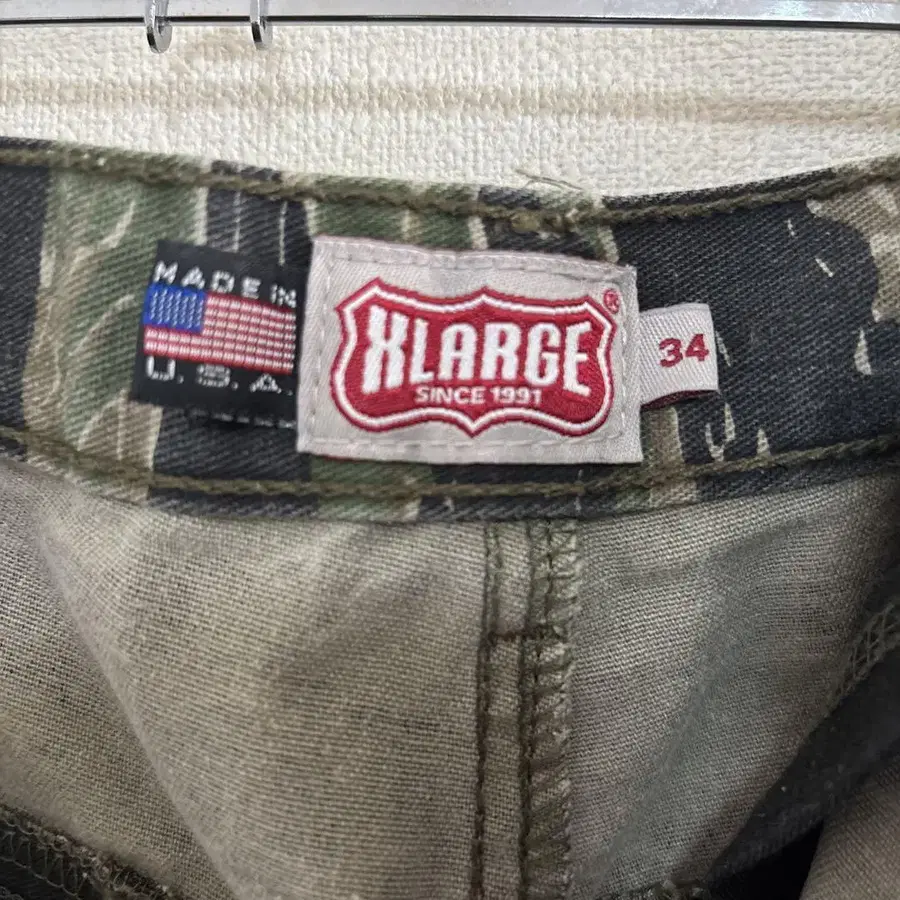 MADE IN
U.S.A.
XLARGE®
SINCE 1991
34